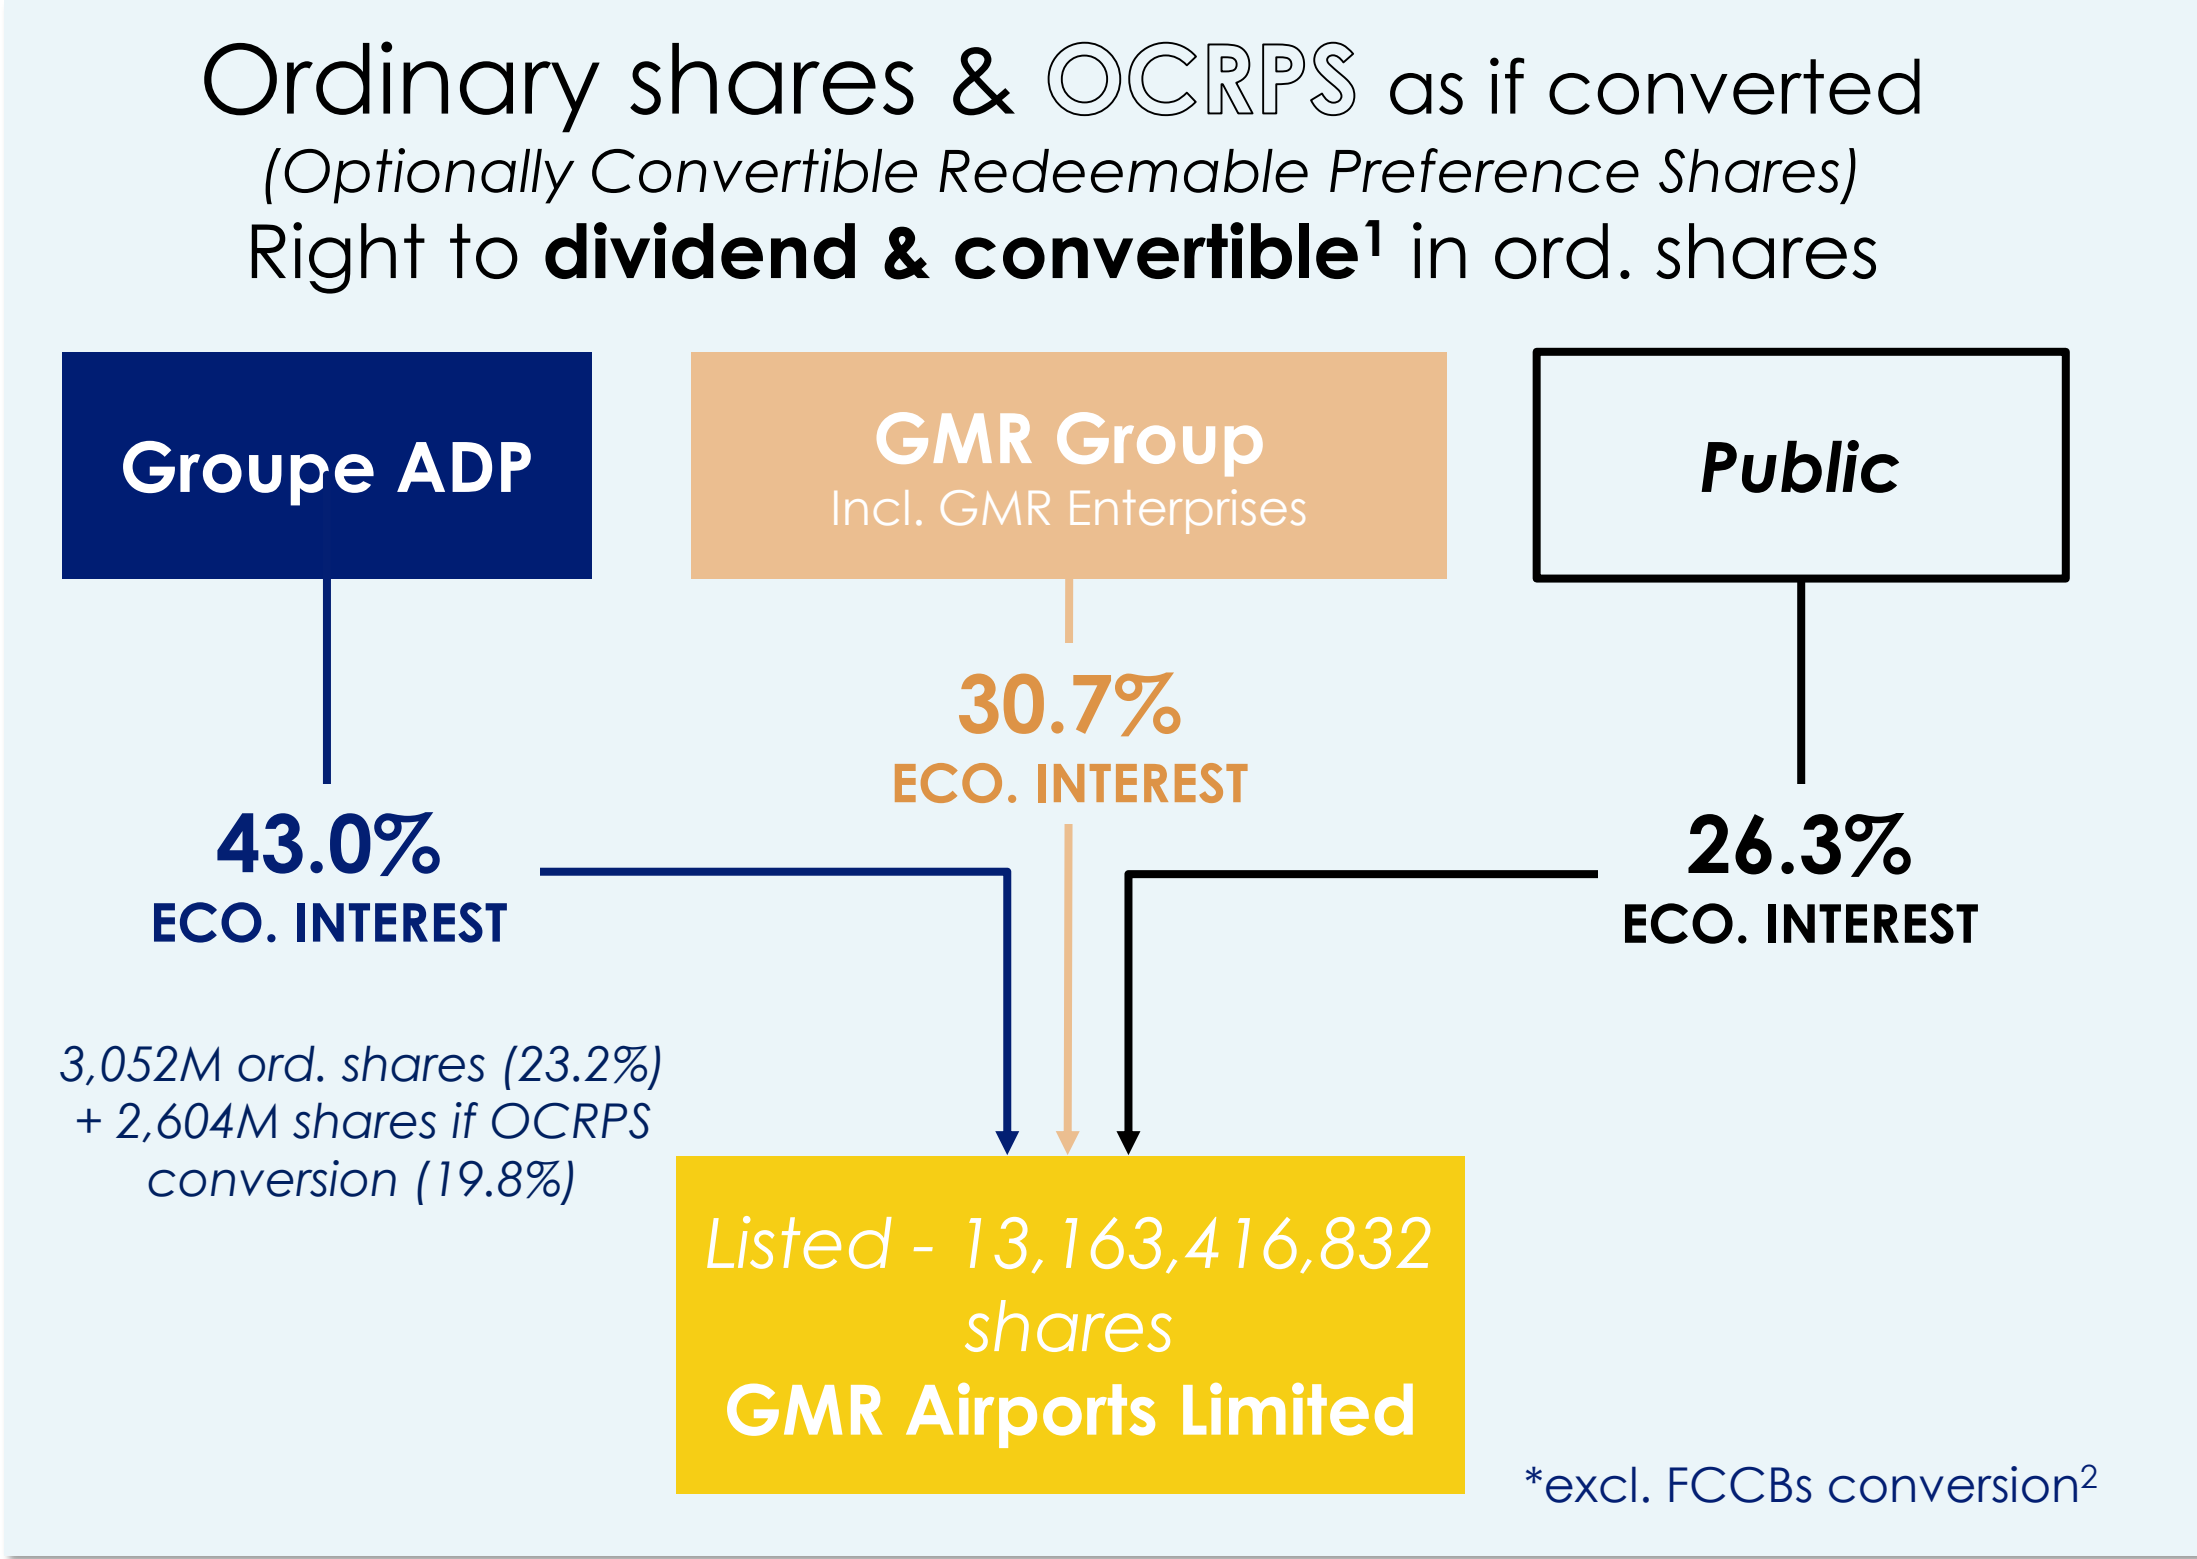 Ordinary shares & OCRPS as if converted
(Optionally Convertible Redeemable Preference Shares)
Right to dividend & convertible¹ in ord. shares
Groupe ADP
GMR Group
Incl. GMR Enterprises
Public
30.7%
ECO. INTEREST
43.0%
ECO. INTEREST
26.3%
ECO. INTEREST
3,052M ord. shares (23.2%)
+ 2,604M shares if OCRPS
conversion (19.8%)
Listed - 13,163,416,832
shares
GMR Airports Limited
*excl. FCCBs conversion²